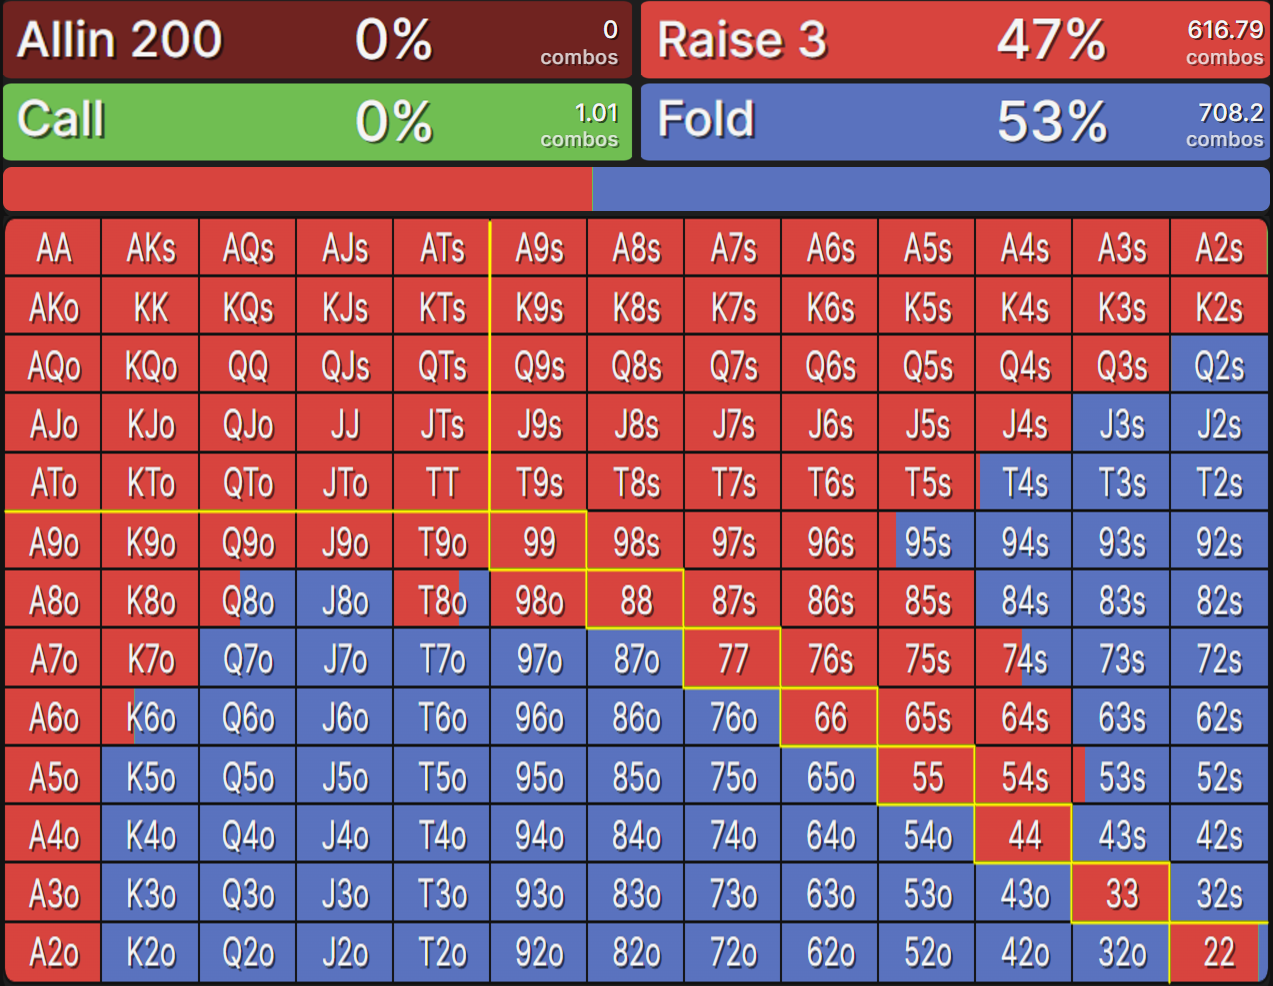 Allin 200 0% 0 combos Raise 3 47% 616.79 combos
Call 0% 1.01 combos Fold 53% 708.2 combos
AA AKs AQs AJs ATs A9s A8s A7s A6s A5s A4s A3s A2s
AKo KK KQs KJs KTs K9s K8s K7s K6s K5s K4s K3s K2s
AQo KQo QQ QJs QTs Q9s Q8s Q7s Q6s Q5s Q4s Q3s Q2s
AJo KJo QJo JJ JTs J9s J8s J7s J6s J5s J4s J3s J2s
ATo KTo QTo JTo TT T9s T8s T7s T6s T5s T4s T3s T2s
A9o K9o Q9o J9o T9o 99 98s 97s 96s 95s 94s 93s 92s
A8o K8o Q8o J8o T8o 98o 88 87s 86s 85s 84s 83s 82s
A7o K7o Q7o J7o T7o 97o 87o 77 76s 75s 74s 73s 72s
A6o K6o Q6o J6o T6o 96o 86o 76o 66 65s 64s 63s 62s
A5o K5o Q5o J5o T5o 95o 85o 75o 65o 55 54s 53s 52s
A4o K4o Q4o J4o T4o 94o 84o 74o 64o 54o 44 43s 42s
A3o K3o Q3o J3o T3o 93o 83o 73o 63o 53o 43o 33 32s
A2o K2o Q2o J2o T2o 92o 82o 72o 62o 52o 42o 32o 22